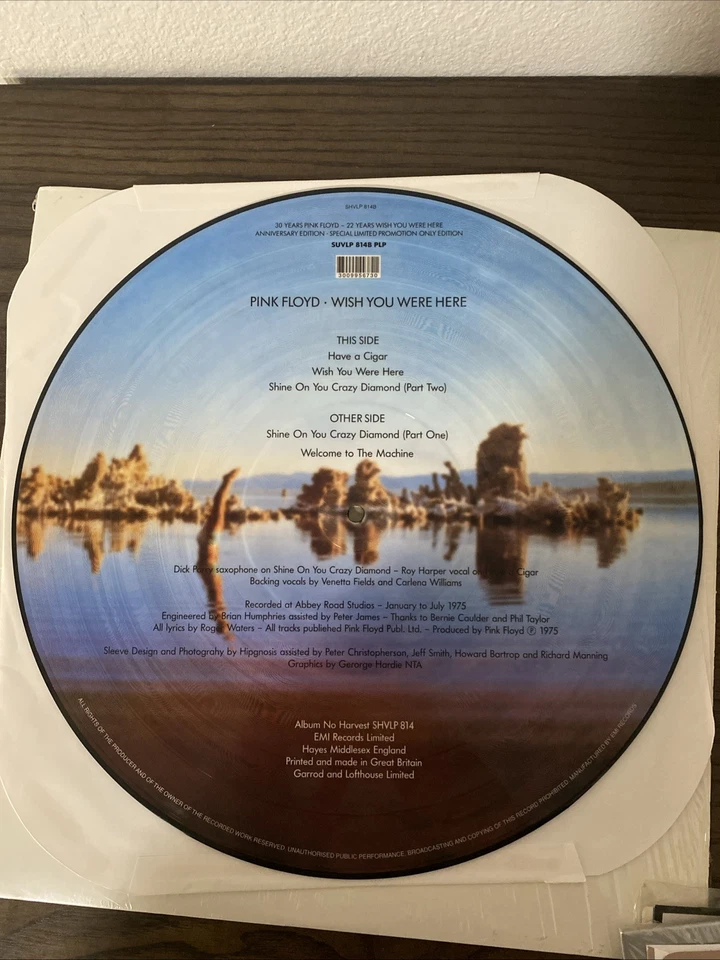 SHVLP 814B
30 YEARS PINK FLOYD – 22 YEARS WISH YOU WERE HERE
ANNIVERSARY EDITION · SPECIAL LIMITED PROMOTION ONLY EDITION
SUVLP 814B PLP
3009956730
PINK FLOYD · WISH YOU WERE HERE
THIS SIDE
Have a Cigar
Wish You Were Here
Shine On You Crazy Diamond (Part Two)
OTHER SIDE
Shine On You Crazy Diamond (Part One)
Welcome to The Machine
Dick Parry saxophone on Shine On You Crazy Diamond – Roy Harper vocal on Have a Cigar
Backing vocals by Venetta Fields and Carlena Williams
Recorded at Abbey Road Studios – January to July 1975
Engineered by Brian Humphries assisted by Peter James – Thanks to Bernie Caulder and Phil Taylor
All lyrics by Roger Waters – All tracks publiehed Pink Floyd Publ. Ltd. – Produced by Pink Floyd Ⓟ 1975
Sleeve Design and Photograhy by Hipgnosis assisted by Peter Christopherson, Jeff Smith, Howard Bartrop and Richard Manning
Graphics by Gerorge Hardie NTA
Album No Harvest SHVLP 814
EMI Records Limited
Hayes Middlesex England
Printed and made in Great Britain
Garrod and Lofthouse Limited
ALL RIGHTS OF THE PRODUCER AND OF THE OWNER OF THE RECORDED WORK RESERVED. UNAUTHORISED PUBLIC PERFORMANCE, BROADCASTING AND COPYING OF THIS RECORD PROHIBITED. MANUFACTURED BY EMI RECORDS